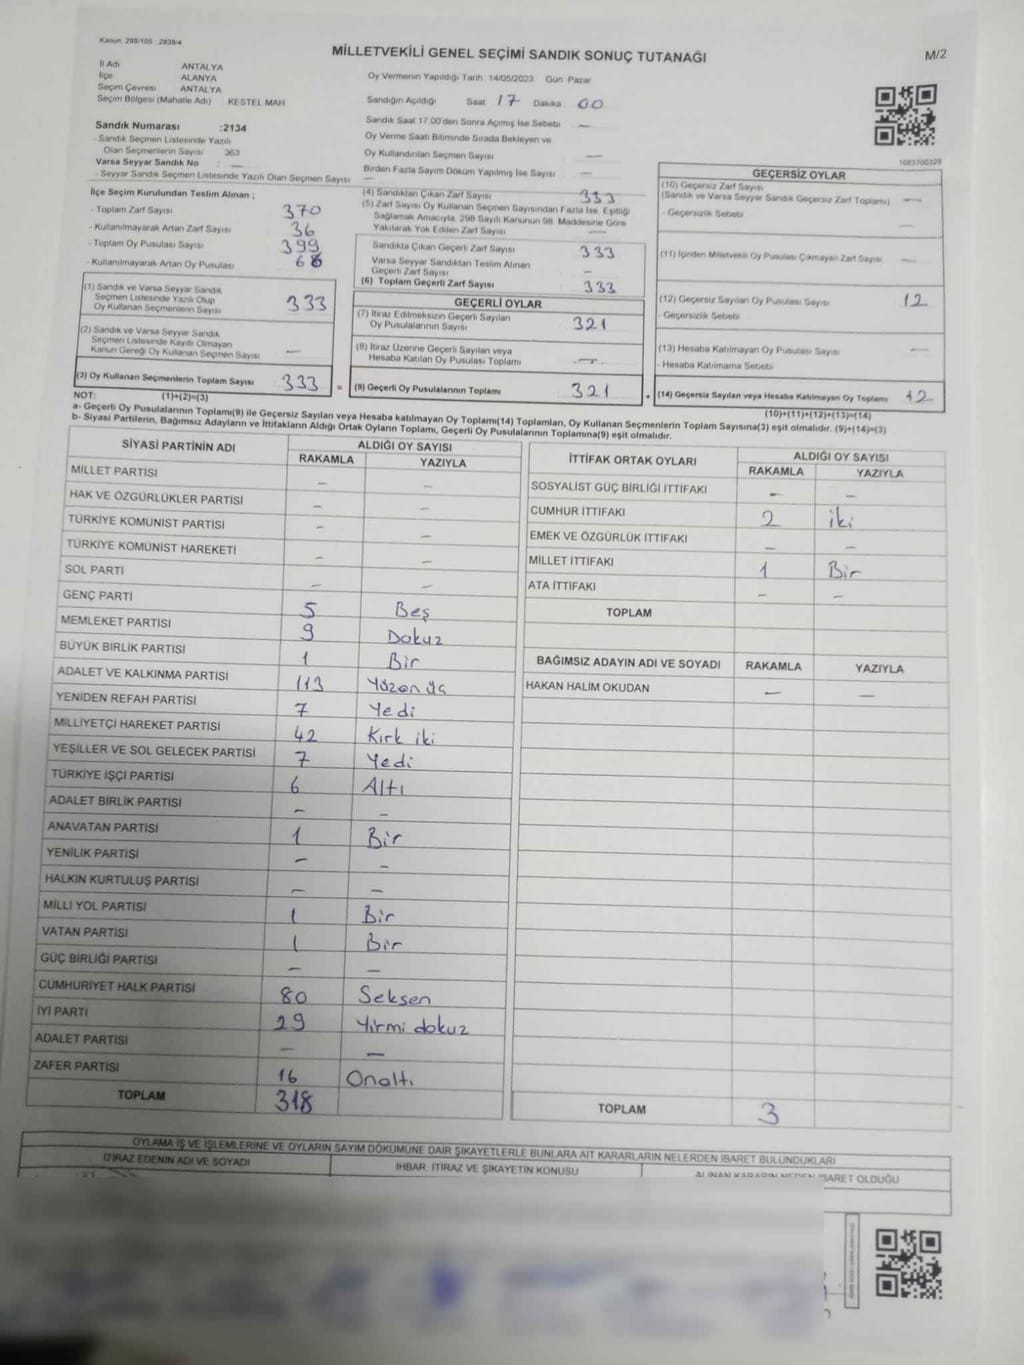 Kanun, 298/105 : 2839/4
MİLLETVEKİLİ GENEL SEÇİMİ SANDIK SONUÇ TUTANAĞI
M/2
İl Adı ANTALYA
İlçe ALANYA
Seçim Çevresi ANTALYA
Seçim Bölgesi (Mahalle Adı) KESTEL MAH
Oy Vermenin Yapıldığı Tarih :14/05/2023 Gün :Pazar
Sandığın Açıldığı Saat 17 Dakika 00
Sandık Saat 17:00'den Sonra Açımış İse Sebebi —
Oy Verme Saati Bitiminde Sırada Bekleyen ve
Oy Kullandırılan Seçmen Sayısı —
Birden Fazla Sayım Döküm Yapılmış İse Sayısı —
Sandık Numarası :2134
- Sandık Seçmen Listesinde Yazılı
Olan Seçmenlerin Sayısı 363
Varsa Seyyar Sandık No : —
- Seyyar Sandık Seçmen Listesinde Yazılı Olan Seçmen Sayısı —
İlçe Seçim Kurulundan Teslim Alınan ;
- Toplam Zarf Sayısı 370
- Kullanılmayarak Artan Zarf Sayısı 36
- Toplam Oy Pusulası Sayısı 399
- Kullanılmayarak Artan Oy Pusulası 68
(1) Sandık ve Varsa Seyyar Sandık
Seçmen Listesinde Yazılı Olup
Oy Kullanan Seçmenlerin Sayısı 333
(2) Sandık ve Varsa Seyyar Sandık
Seçmen Listesinde Kayıtlı Olmayan
Kanun Gereği Oy Kullanan Seçmen Sayısı —
(3) Oy Kullanan Seçmenlerin Toplam Sayısı 333 =
(4) Sandıktan Çıkan Zarf Sayısı 333
(5) Zarf Sayısı Oy Kullanan Seçmen Sayısından Fazla İse, Eşitliği
Sağlamak Amacıyla, 298 Sayılı Kanunun 98. Maddesine Göre
Yakılarak Yok Edilen Zarf Sayısı —
Sandıkta Çıkan Geçerli Zarf Sayısı 333
Varsa Seyyar Sandıktan Teslim Alınan
Geçerli Zarf Sayısı —
(6) Toplam Geçerli Zarf Sayısı 333
GEÇERLİ OYLAR
(7) İtiraz Edilmeksizin Geçerli Sayılan
Oy Pusulalarının Sayısı 321
(8) İtiraz Üzerine Geçerli Sayılan veya
Hesaba Katılan Oy Pusulası Toplamı —
(9) Geçerli Oy Pusulalarının Toplamı 321 +
GEÇERSİZ OYLAR
(10) Geçersiz Zarf Sayısı
(Sandık ve Varsa Seyyar Sandık Geçersiz Zarf Toplamı) —
- Geçersizlik Sebebi —
(11) İçinden Milletvekili Oy Pusulası Çıkmayan Zarf Sayısı —
(12) Geçersiz Sayılan Oy Pusulası Sayısı 12
- Geçersizlik Sebebi
(13) Hesaba Katılmayan Oy Pusulası Sayısı —
- Hesaba Katılmama Sebebi
(14) Geçersiz Sayılan veya Hesaba Katılmayan Oy Toplamı 12
NOT: (1)+(2)=(3)
(10)+(11)+(12)+(13)=(14)
a- Geçerli Oy Pusulalarının Toplamı(9) ile Geçersiz Sayılan veya Hesaba katılmayan Oy Toplamı(14) Toplamları, Oy Kullanan Seçmenlerin Toplam Sayısına(3) eşit olmalıdır. (9)+(14)=(3)
b- Siyasi Partilerin, Bağımsız Adayların ve İttifakların Aldığı Ortak Oyların Toplamı, Geçerli Oy Pusulalarının Toplamına(9) eşit olmalıdır.
SİYASİ PARTİNİN ADI ALDIĞI OY SAYISI
RAKAMLA YAZIYLA
MİLLET PARTİSİ — —
HAK VE ÖZGÜRLÜKLER PARTİSİ — —
TÜRKİYE KOMÜNİST PARTİSİ — —
TÜRKİYE KOMÜNİST HAREKETİ — —
SOL PARTİ — —
GENÇ PARTİ 5 Beş
MEMLEKET PARTİSİ 9 Dokuz
BÜYÜK BİRLİK PARTİSİ 1 Bir
ADALET VE KALKINMA PARTİSİ 113 Yüzonüç
YENİDEN REFAH PARTİSİ 7 Yedi
MİLLİYETÇİ HAREKET PARTİSİ 42 Kırk iki
YEŞİLLER VE SOL GELECEK PARTİSİ 7 Yedi
TÜRKİYE İŞÇİ PARTİSİ 6 Altı
ADALET BİRLİK PARTİSİ — —
ANAVATAN PARTİSİ 1 Bir
YENİLİK PARTİSİ — —
HALKIN KURTULUŞ PARTİSİ — —
MİLLİ YOL PARTİSİ 1 Bir
VATAN PARTİSİ 1 Bir
GÜÇ BİRLİĞİ PARTİSİ — —
CUMHURİYET HALK PARTİSİ 80 Seksen
İYİ PARTİ 29 Yirmi dokuz
ADALET PARTİSİ — —
ZAFER PARTİSİ 16 Onaltı
TOPLAM 318
İTTİFAK ORTAK OYLARI ALDIĞI OY SAYISI
RAKAMLA YAZIYLA
SOSYALİST GÜÇ BİRLİĞİ İTTİFAKI — —
CUMHUR İTTİFAKI 2 iki
EMEK VE ÖZGÜRLÜK İTTİFAKI — —
MİLLET İTTİFAKI 1 Bir
ATA İTTİFAKI — —
TOPLAM
BAĞIMSIZ ADAYIN ADI VE SOYADI RAKAMLA YAZIYLA
HAKAN HALİM OKUDAN — —
TOPLAM 3
OYLAMA İŞ VE İŞLEMLERİNE VE OYLARIN SAYIM DÖKÜMÜNE DAİR ŞİKAYETLERLE BUNLARA AİT KARARLARIN NELERDEN İBARET BULUNDUKLARI
İTİRAZ EDENİN ADI VE SOYADI İHBAR, İTİRAZ VE ŞİKAYETİN KONUSU ALINAN KARARIN NEDEN İBARET OLDUĞU